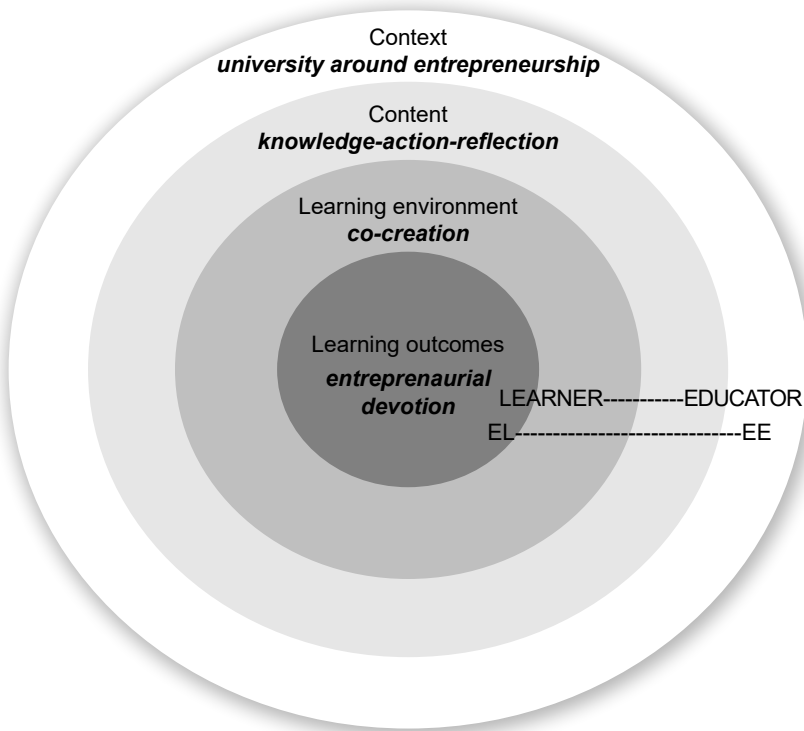 Context
university around entrepreneurship
Content
knowledge-action-reflection
Learning environment
co-creation
Learning outcomes
entreprenaurial
devotion
LEARNER-----------EDUCATOR
EL-------------------------------EE